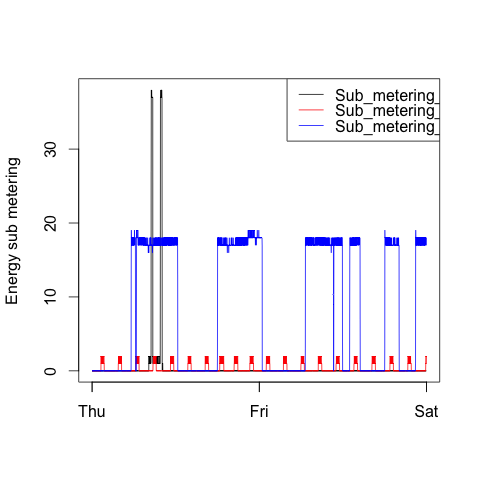 Sub_metering_
Sub_metering_
Sub_metering_
Energy sub metering
30
20
10
0
Thu Fri Sat